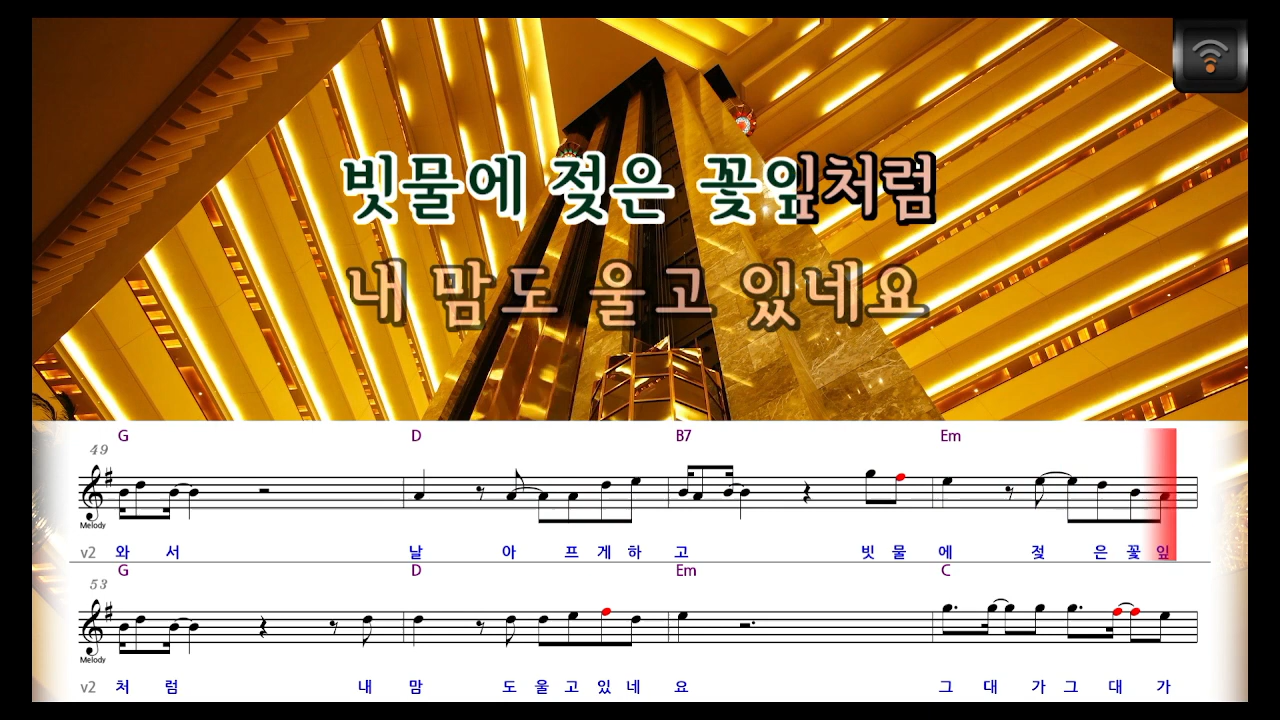 빗물에 젖은 꽃잎처럼
내 맘도 울고 있네요
G D B7 Em
49
Melody
v2 와 서 날 아 프 게 하 고 빗 물 에 젖 은 꽃 잎
G D Em C
53
Melody
v2 처 럼 내 맘 도 울 고 있 네 요 그 대 가 그 대 가